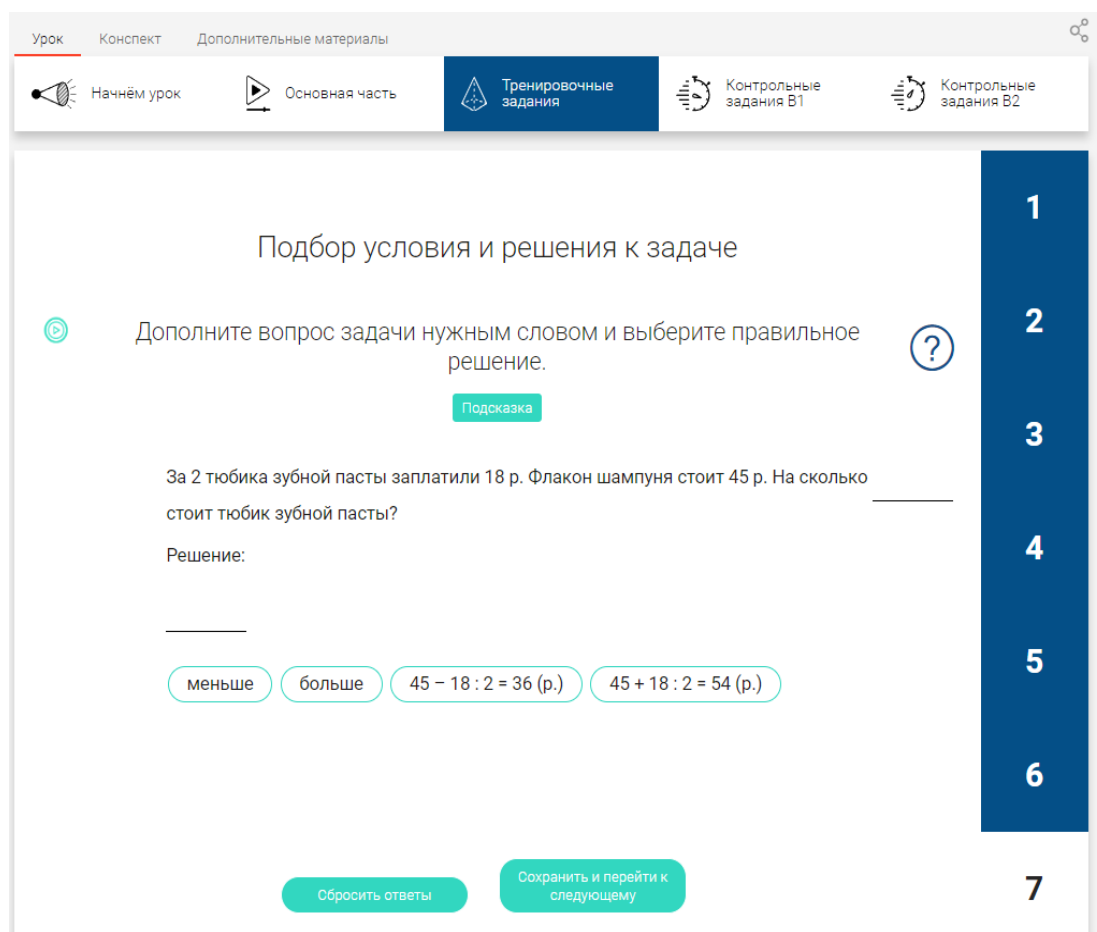 Урок Конспект Дополнительные материалы
Начнём урок
Основная часть
Тренировочные
задания
Контрольные
задания В1
Контрольные
задания В2
1
Подбор условия и решения к задаче
2
Дополните вопрос задачи нужным словом и выберите правильное
решение.
?
Подсказка
3
За 2 тюбика зубной пасты заплатили 18 р. Флакон шампуня стоит 45 р. На сколько
стоит тюбик зубной пасты?
Решение:
4
меньше больше 45 – 18 : 2 = 36 (р.) 45 + 18 : 2 = 54 (р.)
5
6
Сбросить ответы
Сохранить и перейти к
следующему
7